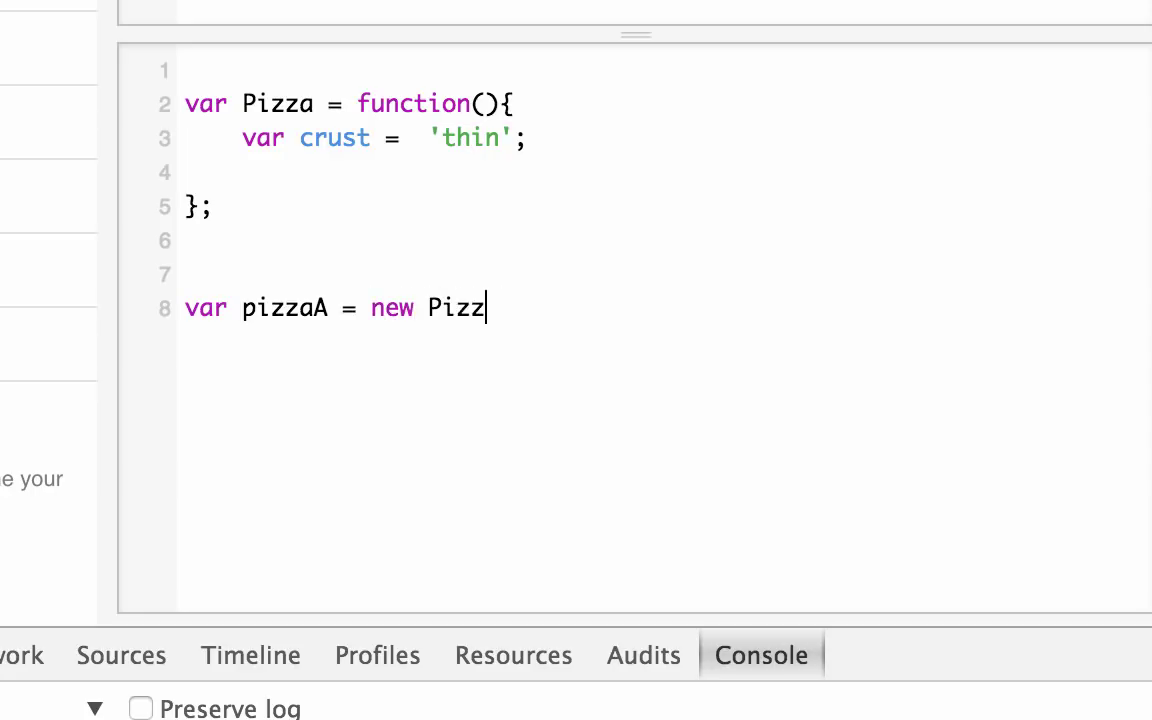 1
2 var Pizza = function(){
3 var crust = 'thin';
4
5 };
6
7
8 var pizzaA = new Pizz
e your
work Sources Timeline Profiles Resources Audits Console
▼ Preserve log